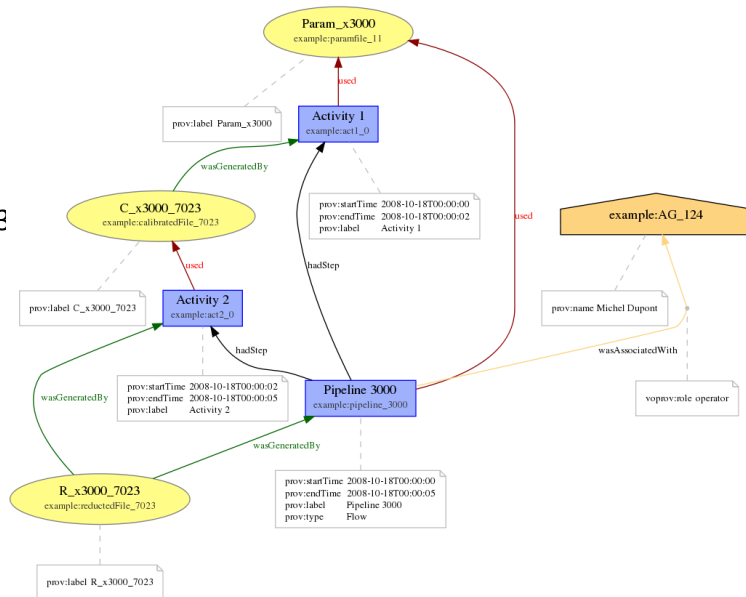 Param_x3000
example:paramfile_11
used
prov:label Param_x3000
Activity 1
example:act1_0
wasGeneratedBy
prov:startTime 2008-10-18T00:00:00
prov:endTime 2008-10-18T00:00:02
prov:label Activity 1
C_x3000_7023
example:calibratedFile_7023
used
example:AG_124
used
hadStep
prov:label C_x3000_7023
Activity 2
example:act2_0
prov:name Michel Dupont
hadStep
wasAssociatedWith
prov:startTime 2008-10-18T00:00:02
prov:endTime 2008-10-18T00:00:05
prov:label Activity 2
Pipeline 3000
example:pipeline_3000
wasGeneratedBy
voprov:role operator
wasGeneratedBy
prov:startTime 2008-10-18T00:00:00
prov:endTime 2008-10-18T00:00:05
prov:label Pipeline 3000
prov:type Flow
R_x3000_7023
example:reductedFile_7023
prov:label R_x3000_7023